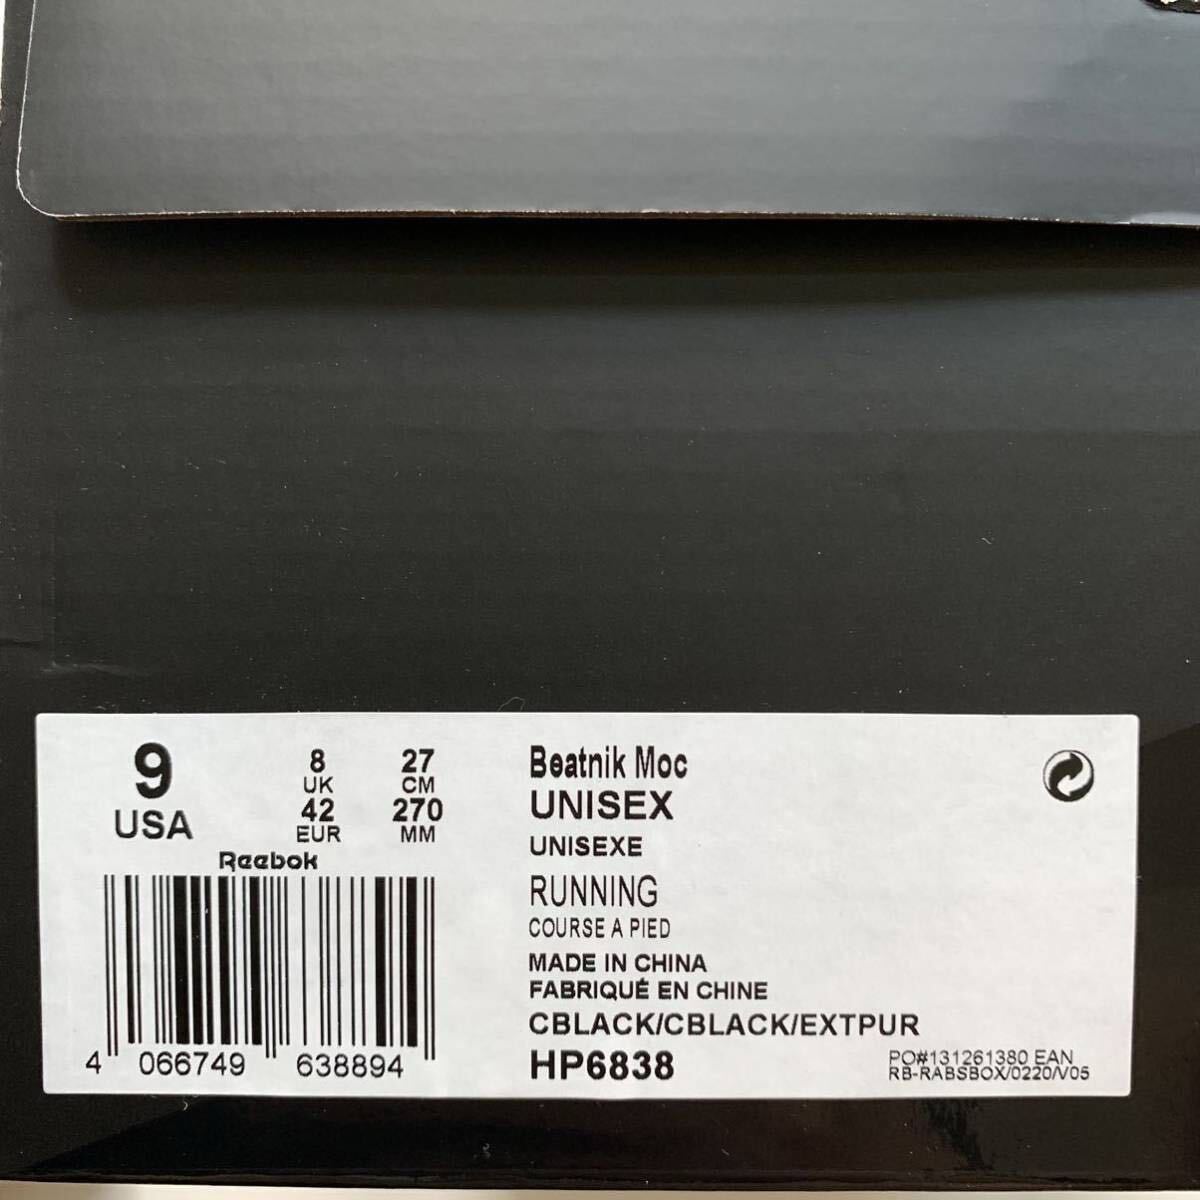 9
USA
8
UK
42
EUR
27
CM
270
MM
Reebok
4 066749 638894
Beatnik Moc
UNISEX
UNISEXE
RUNNING
COURSE A PIED
MADE IN CHINA
FABRIQUÉ EN CHINE
CBLACK/CBLACK/EXTPUR
HP6838
PO#131261380 EAN
RB-RABSBOX/0220/V05